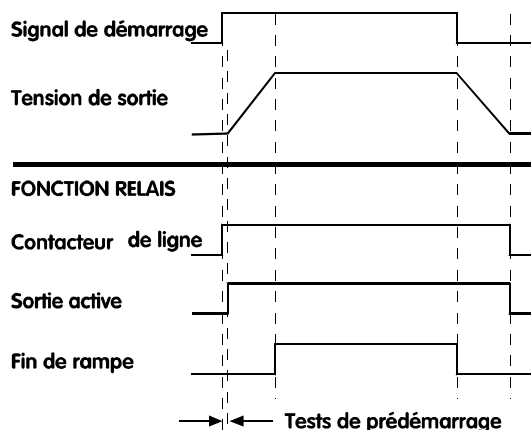 Signal de démarrage
Tension de sortie
FONCTION RELAIS
Contacteur de ligne
Sortie active
Fin de rampe
Tests de prédémarrage